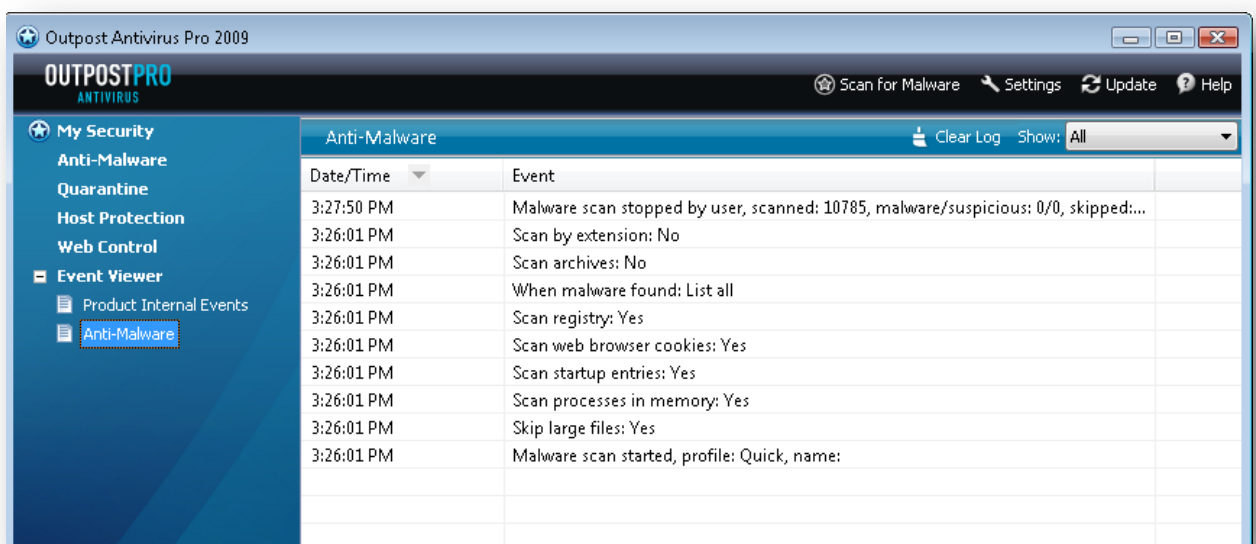 Outpost Antivirus Pro 2009
OUTPOSTPRO
ANTIVIRUS
Scan for Malware Settings Update Help
My Security
Anti-Malware
Quarantine
Host Protection
Web Control
Event Viewer
Product Internal Events
Anti-Malware
Anti-Malware Clear Log Show: All
Date/Time Event
3:27:50 PM Malware scan stopped by user, scanned: 10785, malware/suspicious: 0/0, skipped:...
3:26:01 PM Scan by extension: No
3:26:01 PM Scan archives: No
3:26:01 PM When malware found: List all
3:26:01 PM Scan registry: Yes
3:26:01 PM Scan web browser cookies: Yes
3:26:01 PM Scan startup entries: Yes
3:26:01 PM Scan processes in memory: Yes
3:26:01 PM Skip large files: Yes
3:26:01 PM Malware scan started, profile: Quick, name: